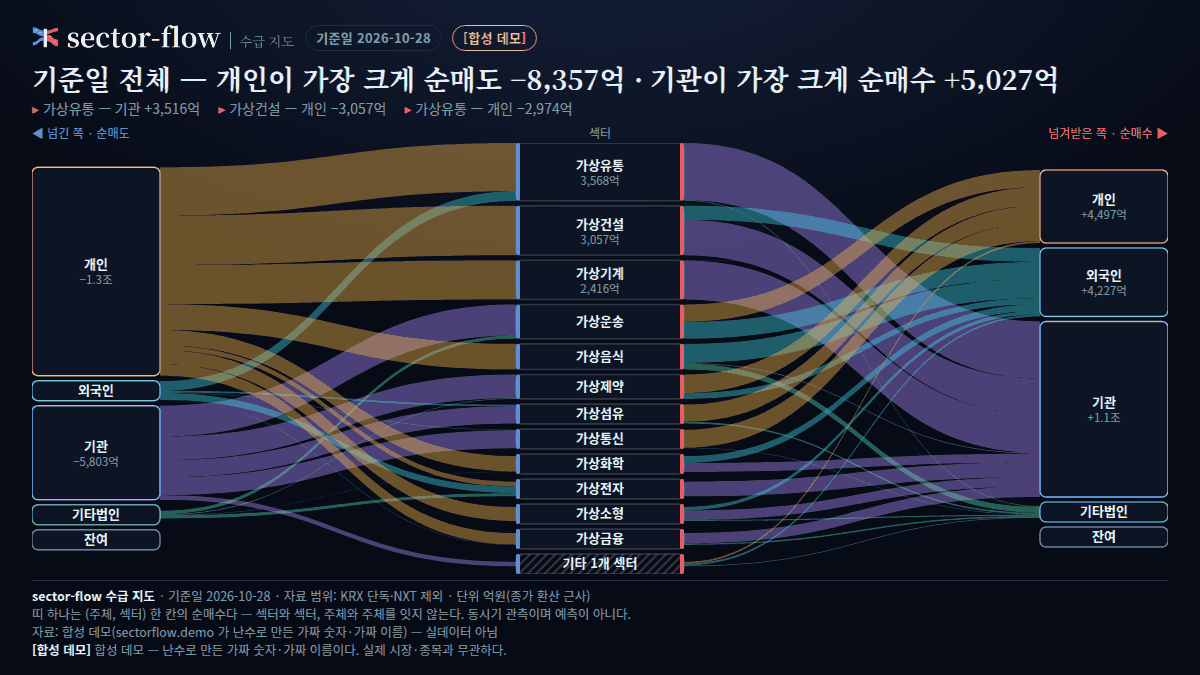 sector-flow | 수급 지도 기준일 2026-10-28 [합성 데모]
기준일 전체 — 개인이 가장 크게 순매도 −8,357억 · 기관이 가장 크게 순매수 +5,027억
▸ 가상유통 — 기관 +3,516억 ▸ 가상건설 — 개인 −3,057억 ▸ 가상유통 — 개인 −2,974억
◀ 넘긴 쪽 · 순매도
섹터
넘겨받은 쪽 · 순매수 ▶
개인
−1.3조
외국인
기관
−5,803억
기타법인
잔여
가상유통
3,568억
가상건설
3,057억
가상기계
2,416억
가상운송
가상음식
가상제약
가상섬유
가상통신
가상화학
가상전자
가상소형
가상금융
기타 1개 섹터
개인
+4,497억
외국인
+4,227억
기관
+1.1조
기타법인
잔여
sector-flow 수급 지도 · 기준일 2026-10-28 · 자료 범위: KRX 단독·NXT 제외 · 단위 억원(종가 환산 근사)
띠 하나는 (주체, 섹터) 한 칸의 순매수다 — 섹터와 섹터, 주체와 주체를 잇지 않는다. 동시기 관측이며 예측이 아니다.
자료: 합성 데모(sectorflow.demo 가 난수로 만든 가짜 숫자·가짜 이름) — 실데이터 아님
[합성 데모] 합성 데모 — 난수로 만든 가짜 숫자·가짜 이름이다. 실제 시장·종목과 무관하다.